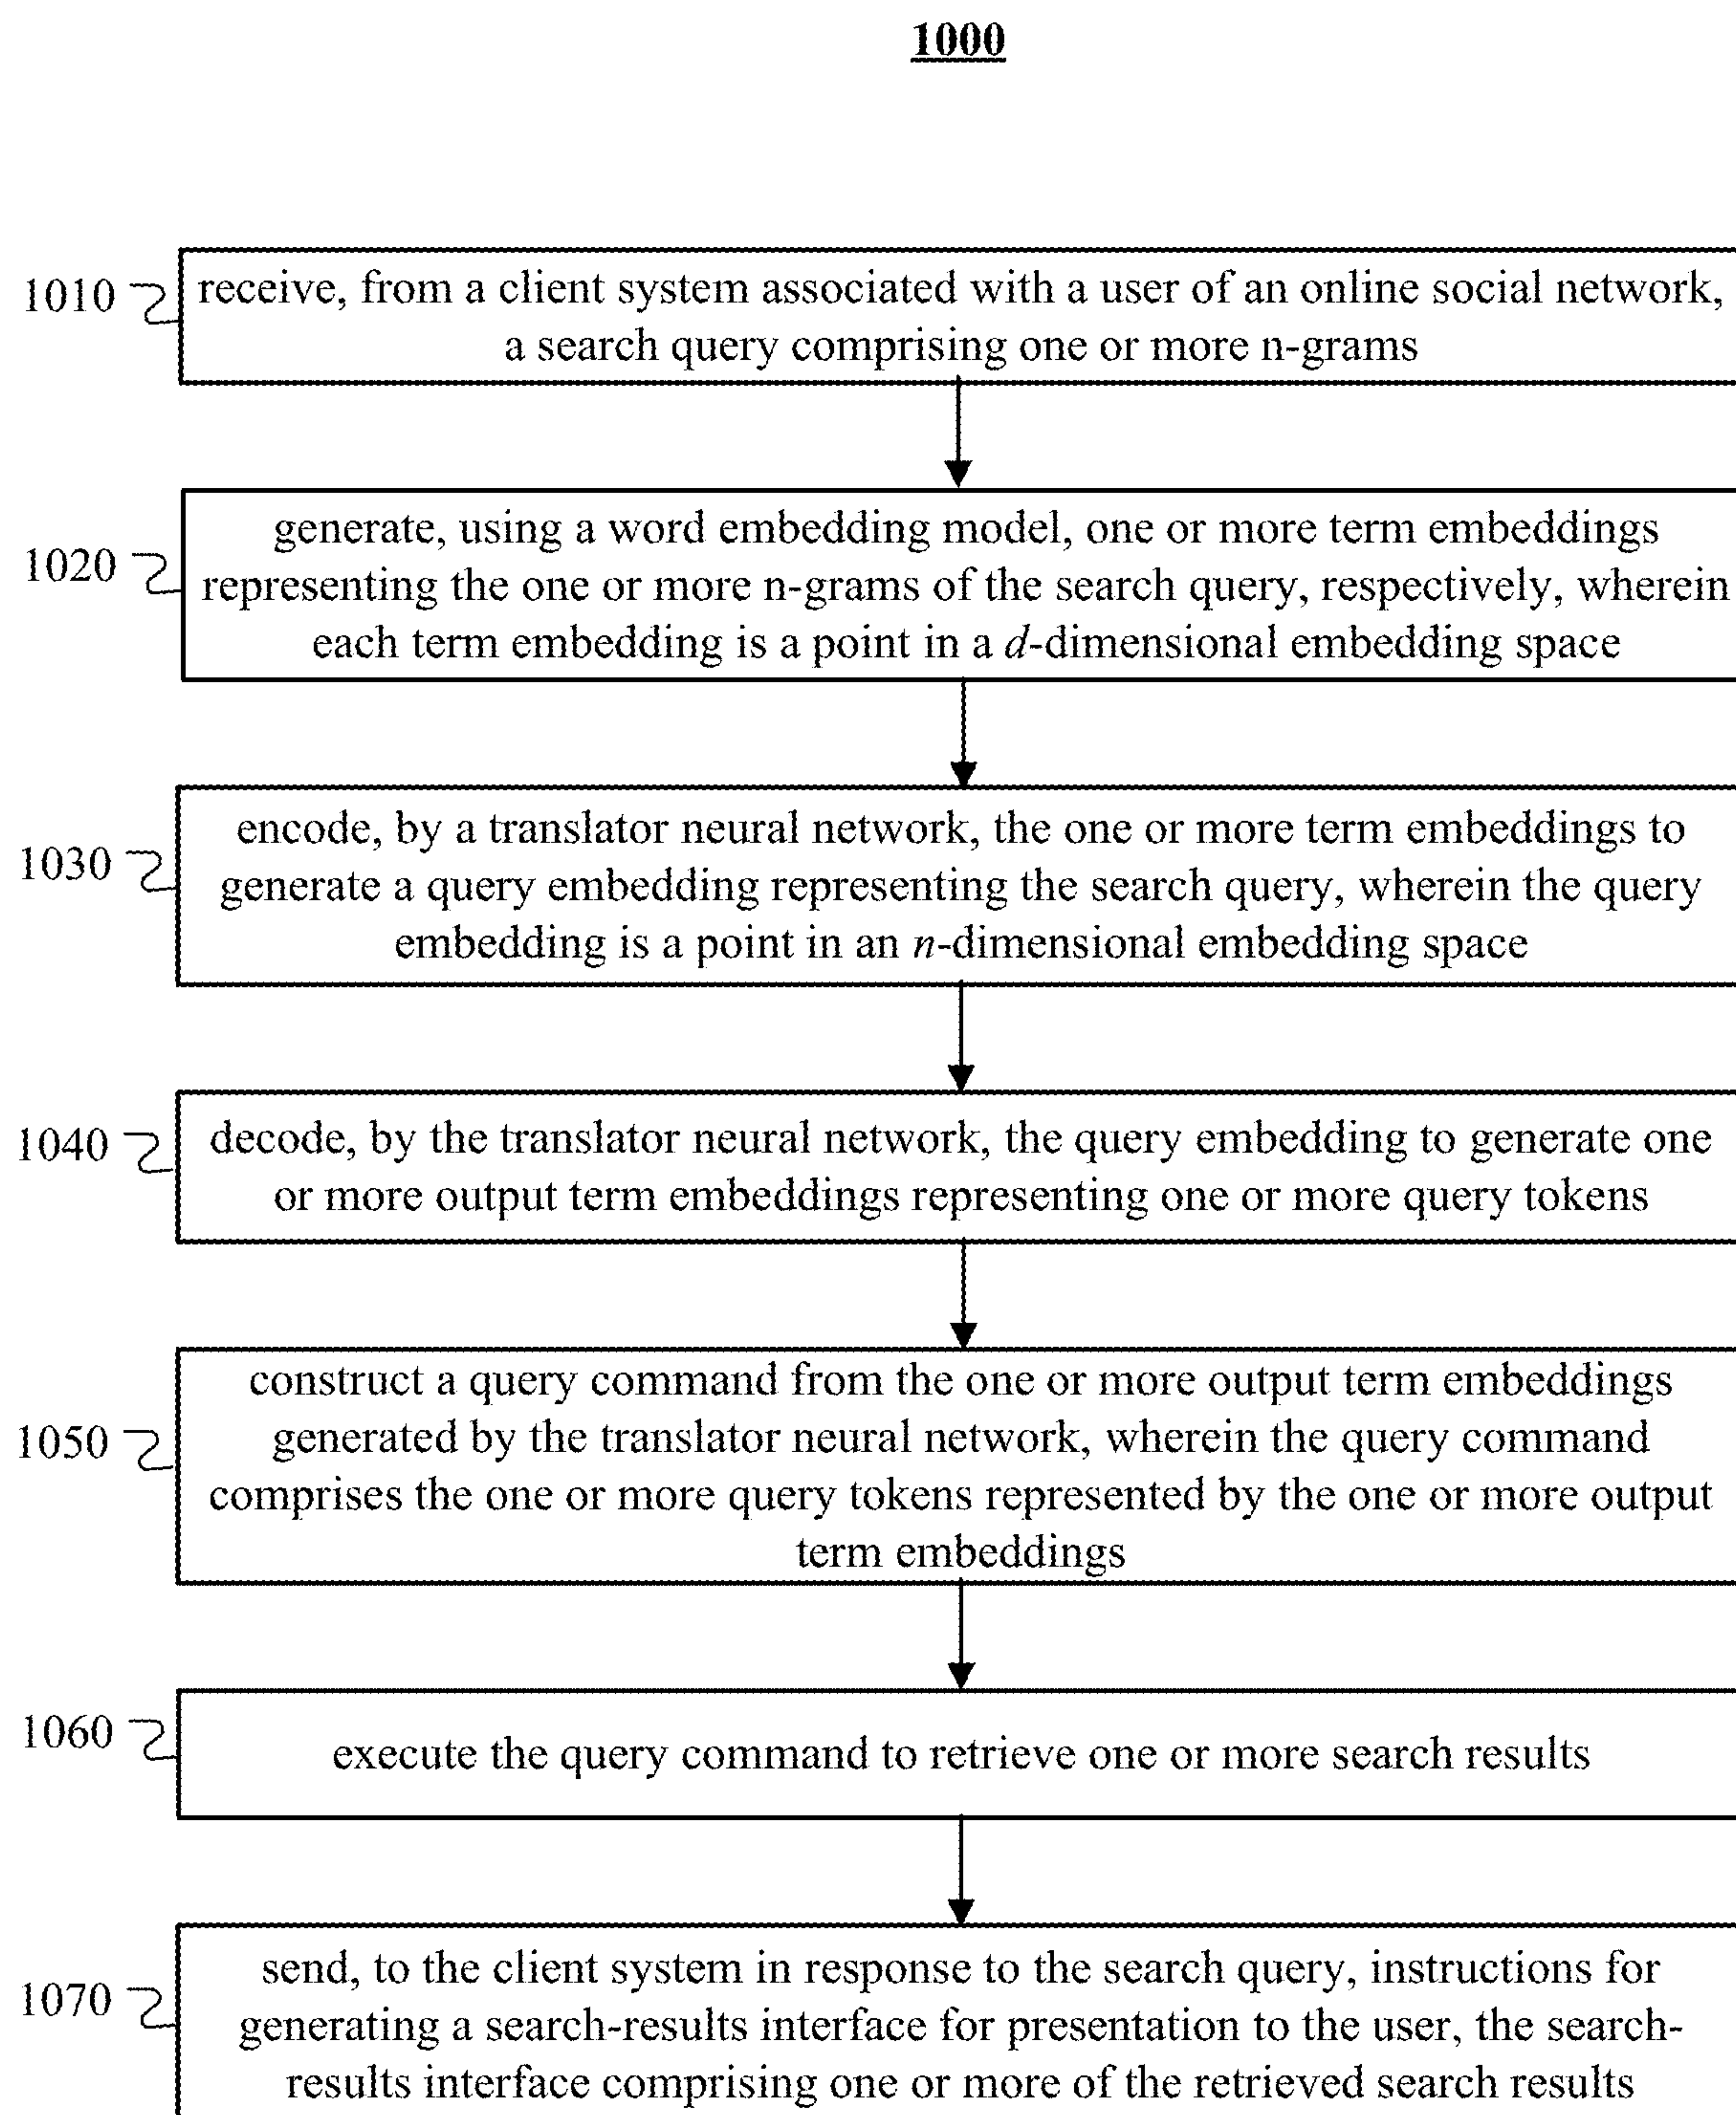 1000
1010
receive, from a client system associated with a user of an online social network,
a search query comprising one or more n-grams
1020
generate, using a word embedding model, one or more term embeddings
representing the one or more n-grams of the search query, respectively, wherein
each term embedding is a point in a d-dimensional embedding space
1030
encode, by a translator neural network, the one or more term embeddings to
generate a query embedding representing the search query, wherein the query
embedding is a point in an n-dimensional embedding space
1040
decode, by the translator neural network, the query embedding to generate one
or more output term embeddings representing one or more query tokens
1050
construct a query command from the one or more output term embeddings
generated by the translator neural network, wherein the query command
comprises the one or more query tokens represented by the one or more output
term embeddings
1060
execute the query command to retrieve one or more search results
1070
send, to the client system in response to the search query, instructions for
generating a search-results interface for presentation to the user, the search-
results interface comprising one or more of the retrieved search results